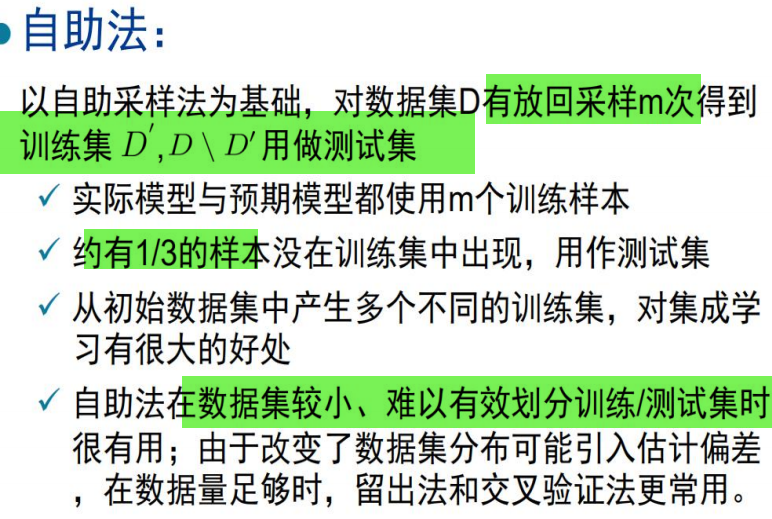 自助法：
以自助采样法为基础，对数据集D有放回采样m次得到
训练集 D′,D \ D′ 用做测试集
✓ 实际模型与预期模型都使用m个训练样本
✓ 约有1/3的样本没在训练集中出现，用作测试集
✓ 从初始数据集中产生多个不同的训练集，对集成学
习有很大的好处
✓ 自助法在数据集较小、难以有效划分训练/测试集时
很有用；由于改变了数据集分布可能引入估计偏差
，在数据量足够时，留出法和交叉验证法更常用。